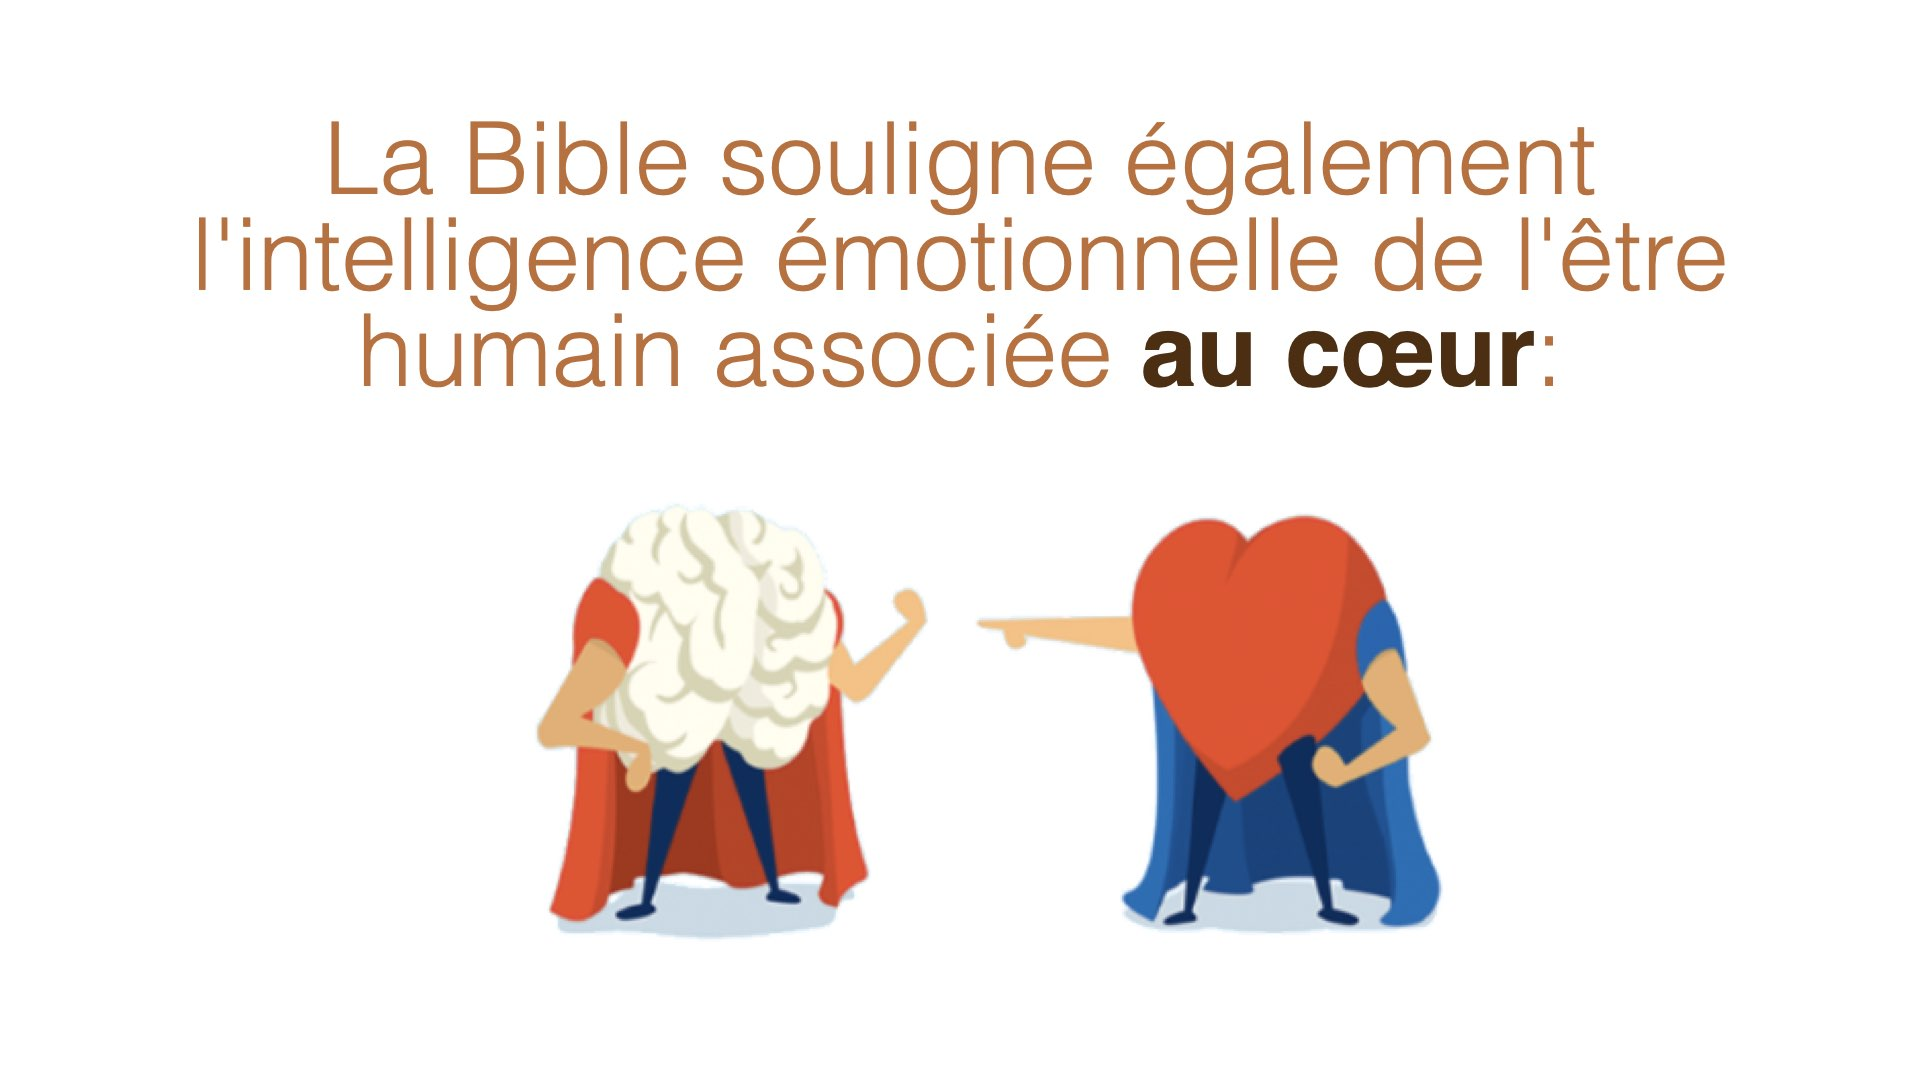 La Bible souligne également
l'intelligence émotionnelle de l'être
humain associée au cœur: